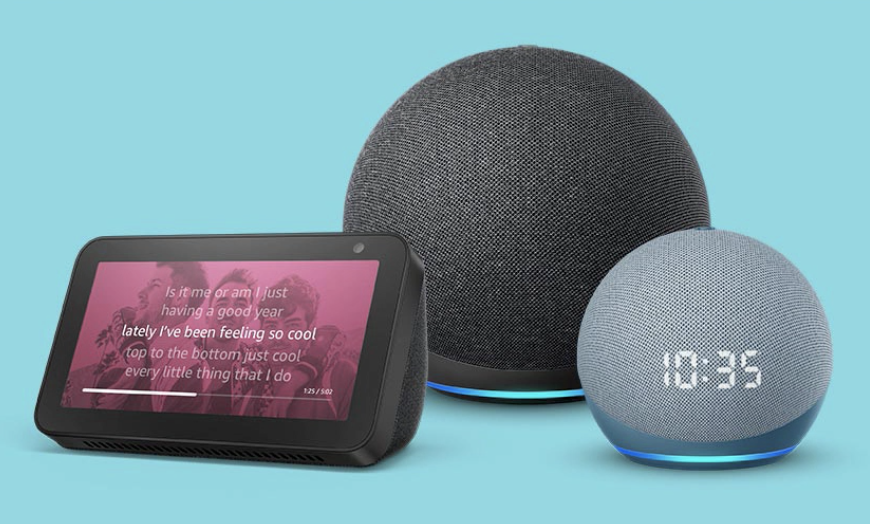 Is it me or am I just
having a good year
lately I've been feeling so cool
top to the bottom just cool
every little thing that I do
1:25 / 5:02
10:35